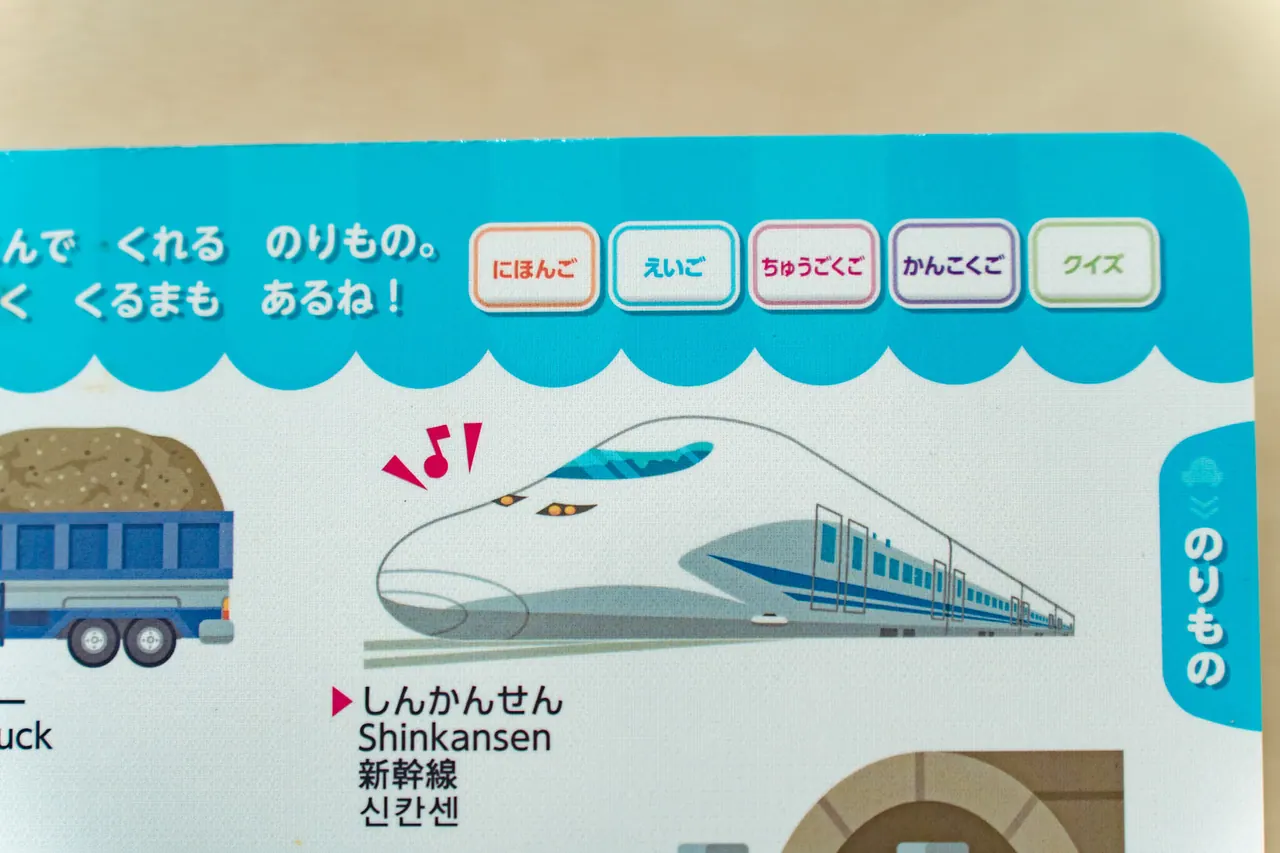 んで くれる のりもの。
く くるまも あるね!
にほんご
えいご
ちゅうごくご
かんこくご
クイズ
のりもの
しんかんせん
Shinkansen
新幹線
신칸센
uck